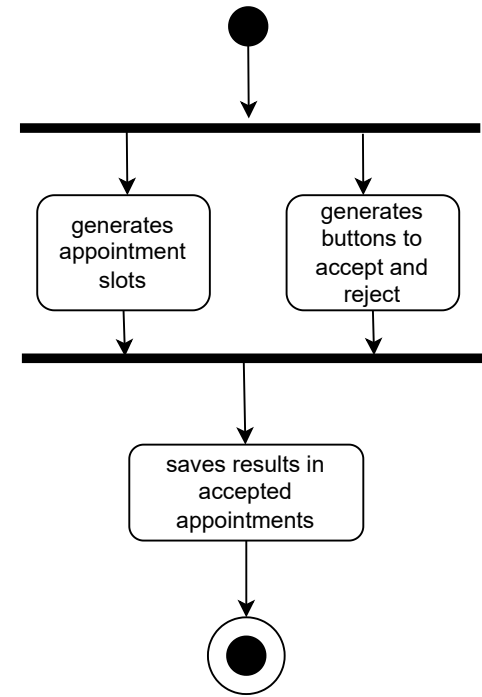 generates
appointment
slots
generates
buttons to
accept and
reject
saves results in
accepted
appointments